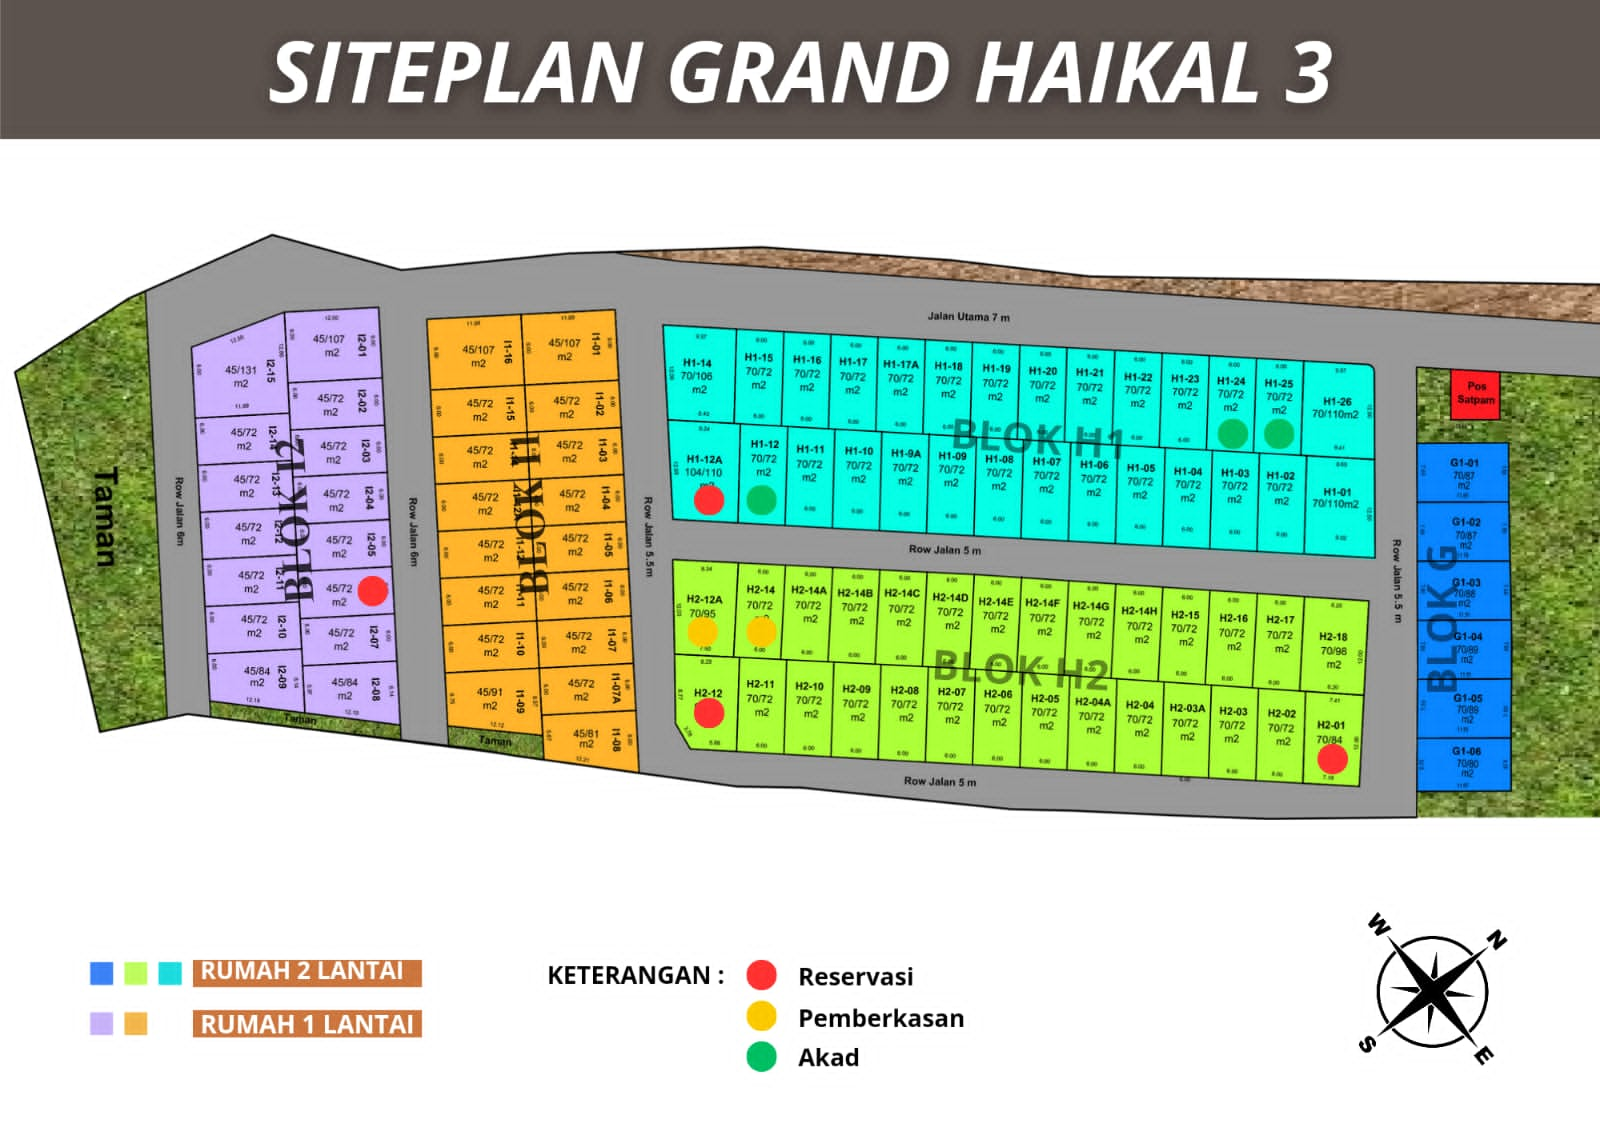 SITEPLAN GRAND HAIKAL 3
Jalan Utama 7 m
Taman
Row Jalan 6m
BLOK I2
I2-15
45/131
m2
I2-14
45/72
m2
I2-13
45/72
m2
I2-12
45/72
m2
I2-11
45/72
m2
I2-10
45/72
m2
I2-09
45/84
m2
I2-01
45/107
m2
I2-02
45/72
m2
I2-03
45/72
m2
I2-04
45/72
m2
I2-05
45/72
m2
45/72
m2
I2-07
45/72
m2
I2-08
45/84
m2
Taman
Row Jalan 6m
BLOK I1
I1-16
45/107
m2
I1-15
45/72
m2
45/72
m2
45/72
m2
I1-12
45/72
m2
I1-11
45/72
m2
I1-10
45/72
m2
I1-09
45/91
m2
Taman
I1-01
45/107
m2
I1-02
45/72
m2
I1-03
45/72
m2
I1-04
45/72
m2
I1-05
45/72
m2
I1-06
45/72
m2
I1-07
45/72
m2
I1-07A
45/72
m2
I1-08
45/81
m2
Row Jalan 5.5 m
BLOK H1
H1-14
70/106
m2
H1-15
70/72
m2
H1-16
70/72
m2
H1-17
70/72
m2
H1-17A
70/72
m2
H1-18
70/72
m2
H1-19
70/72
m2
H1-20
70/72
m2
H1-21
70/72
m2
H1-22
70/72
m2
H1-23
70/72
m2
H1-24
70/72
m2
H1-25
70/72
m2
H1-26
70/110m2
H1-12A
104/110
m2
H1-12
70/72
m2
H1-11
70/72
m2
H1-10
70/72
m2
H1-9A
70/72
m2
H1-09
70/72
m2
H1-08
70/72
m2
H1-07
70/72
m2
H1-06
70/72
m2
H1-05
70/72
m2
H1-04
70/72
m2
H1-03
70/72
m2
H1-02
70/72
m2
H1-01
70/110m2
Row Jalan 5 m
BLOK H2
H2-12A
70/95
H2-14
70/72
H2-14A
70/72
m2
H2-14B
70/72
m2
H2-14C
70/72
m2
H2-14D
70/72
m2
H2-14E
70/72
m2
H2-14F
70/72
m2
H2-14G
70/72
m2
H2-14H
70/72
m2
H2-15
70/72
m2
H2-16
70/72
m2
H2-17
70/72
m2
H2-18
70/98
m2
H2-12
H2-11
70/72
m2
H2-10
70/72
m2
H2-09
70/72
m2
H2-08
70/72
m2
H2-07
70/72
m2
H2-06
70/72
m2
H2-05
70/72
m2
H2-04A
70/72
m2
H2-04
70/72
m2
H2-03A
70/72
m2
H2-03
70/72
m2
H2-02
70/72
m2
H2-01
70/84
Row Jalan 5 m
Row Jalan 5.5 m
Pos
Satpam
BLOK G
G1-01
70/87
m2
G1-02
70/87
m2
G1-03
70/88
m2
G1-04
70/89
m2
G1-05
70/89
m2
G1-06
70/80
m2
RUMAH 2 LANTAI
RUMAH 1 LANTAI
KETERANGAN :
Reservasi
Pemberkasan
Akad
W
N
S
E